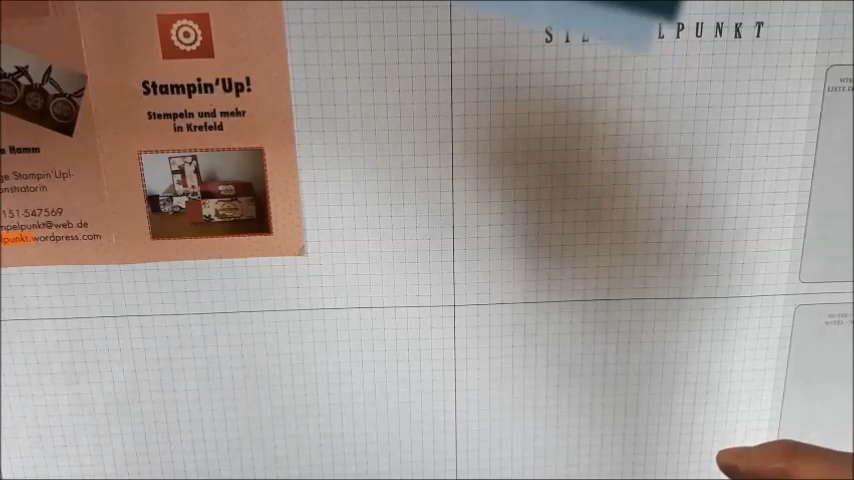 Stampin'Up!
Stempeln und mehr
in Krefeld
Hamm
ge Stampin'Up!-
nstratorin
151-547569
mpelpunkt@web.de
lpunkt.wordpress.com
LPUNKT